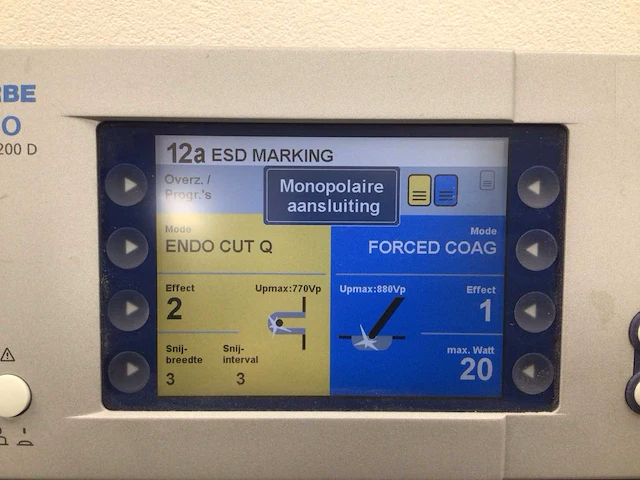 RBE
O
200 D
12a ESD MARKING
Overz. /
Progr.'s
Monopolaire
aansluiting
Mode
ENDO CUT Q
Mode
FORCED COAG
Effect
2
Upmax:770Vp
Upmax:880Vp
Effect
1
Snij-
breedte
3
Snij-
interval
3
max. Watt
20